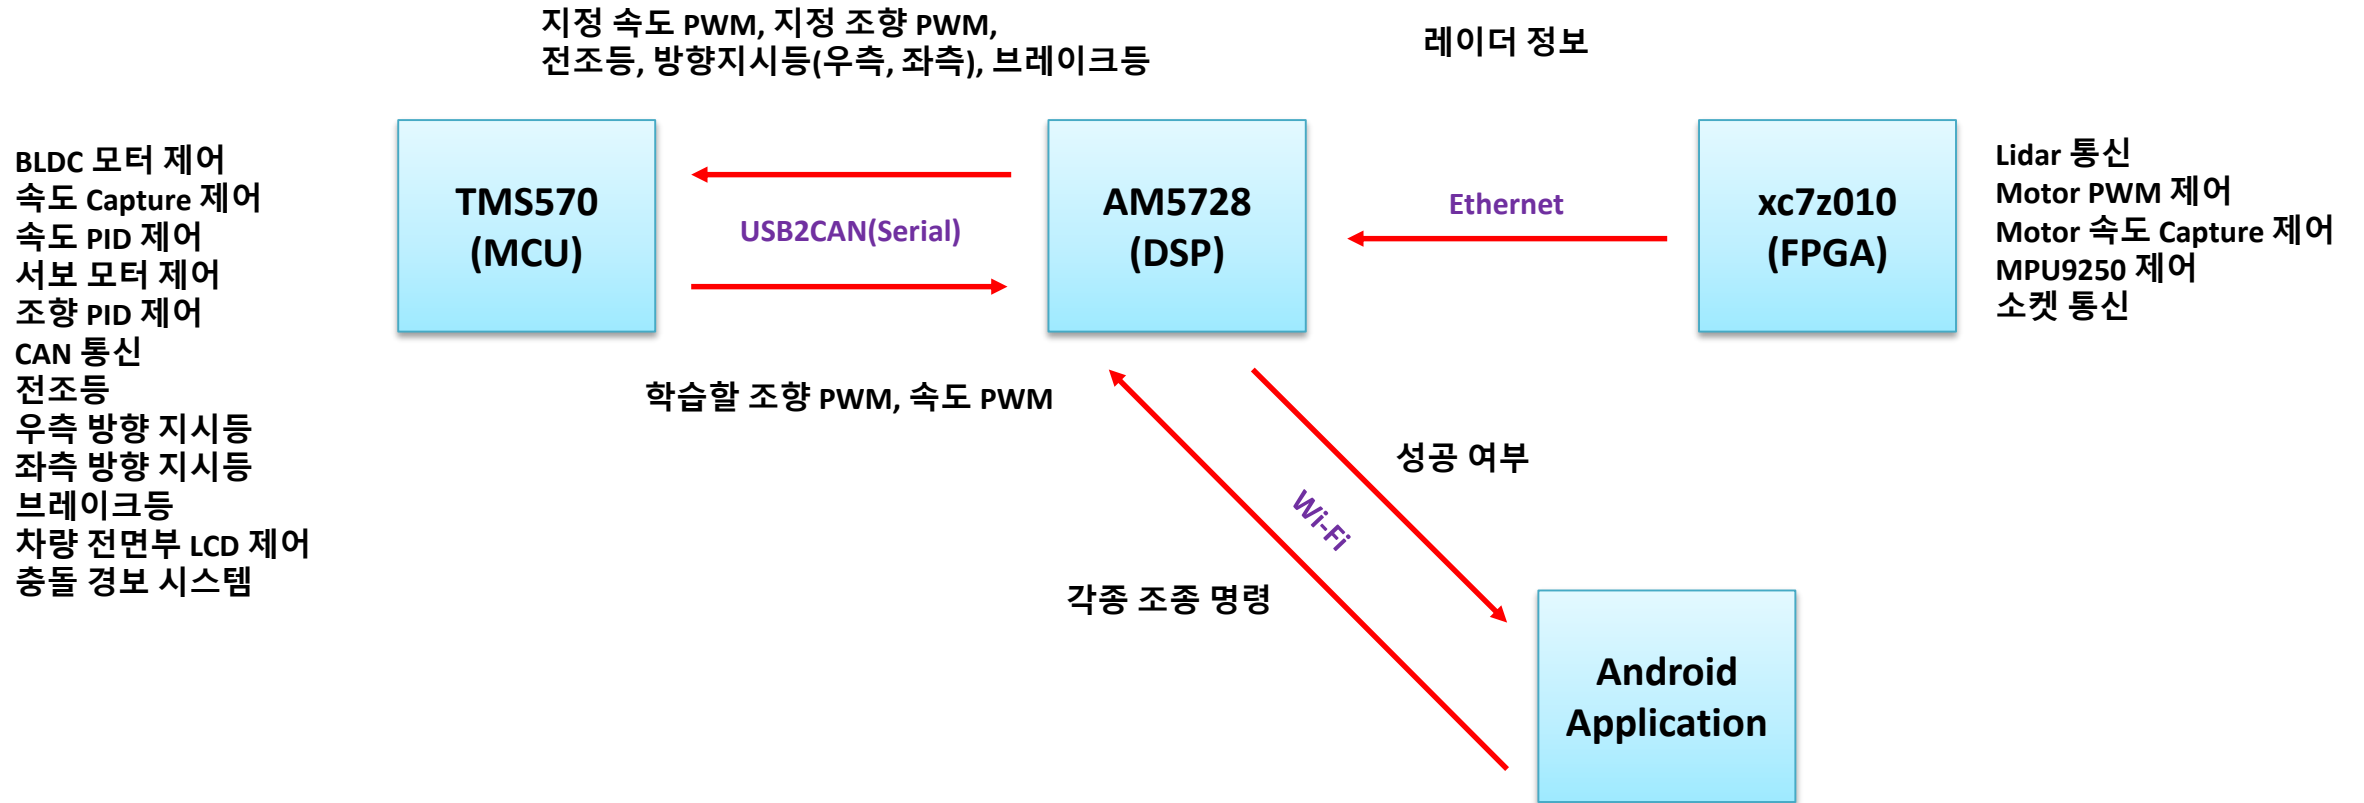 지정 속도 PWM, 지정 조향 PWM,
전조등, 방향지시등(우측, 좌측), 브레이크등
레이더 정보
BLDC 모터 제어
속도 Capture 제어
속도 PID 제어
서보 모터 제어
조향 PID 제어
CAN 통신
전조등
우측 방향 지시등
좌측 방향 지시등
브레이크등
차량 전면부 LCD 제어
충돌 경보 시스템
TMS570
(MCU)
USB2CAN(Serial)
AM5728
(DSP)
Ethernet
xc7z010
(FPGA)
Lidar 통신
Motor PWM 제어
Motor 속도 Capture 제어
MPU9250 제어
소켓 통신
학습할 조향 PWM, 속도 PWM
성공 여부
Wi-Fi
각종 조종 명령
Android
Application